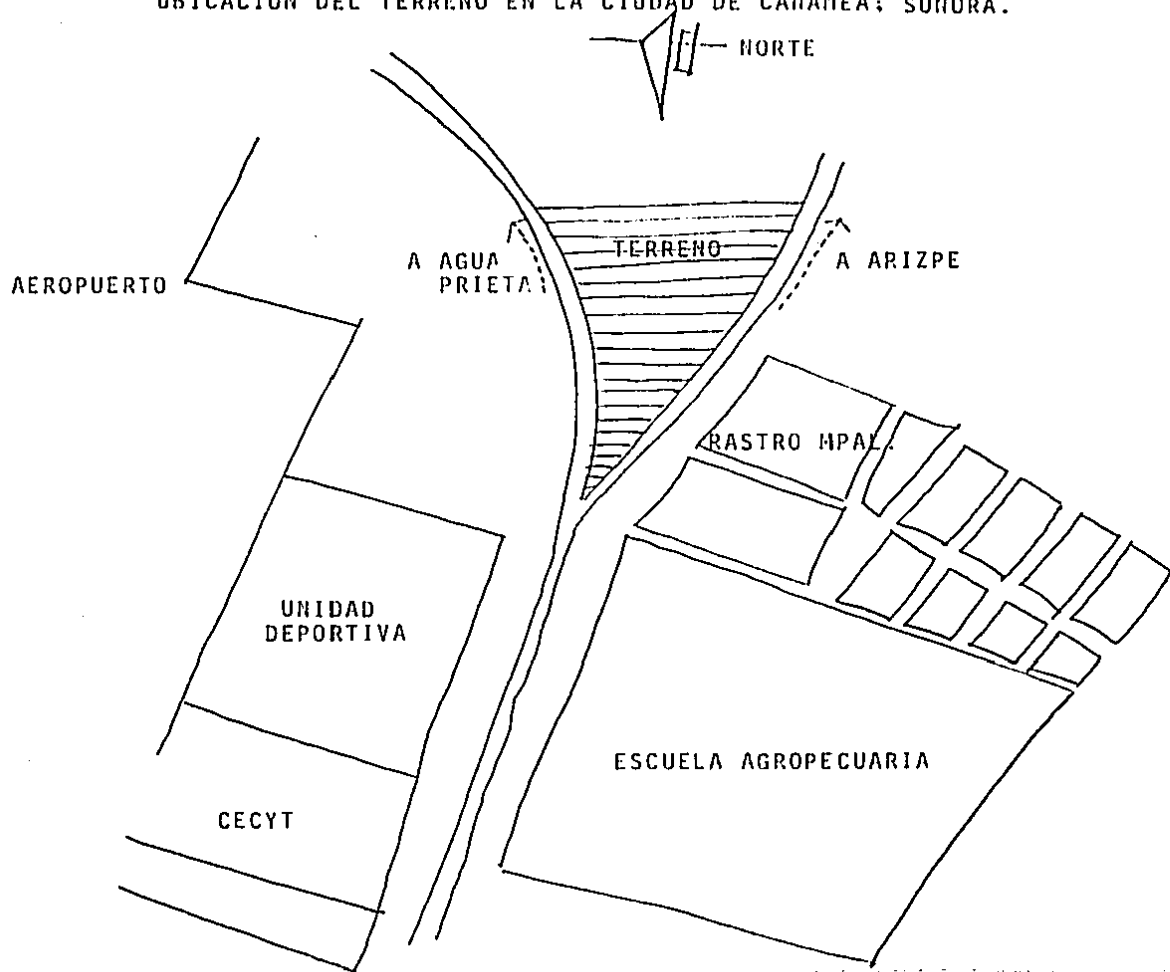 UBICACION DEL TERRENO EN LA CIUDAD DE CANANEA; SONORA.
NORTE
TERRENO
A AGUA
PRIETA
A ARIZPE
AEROPUERTO
RASTRO MPAL.
UNIDAD
DEPORTIVA
ESCUELA AGROPECUARIA
CECYT